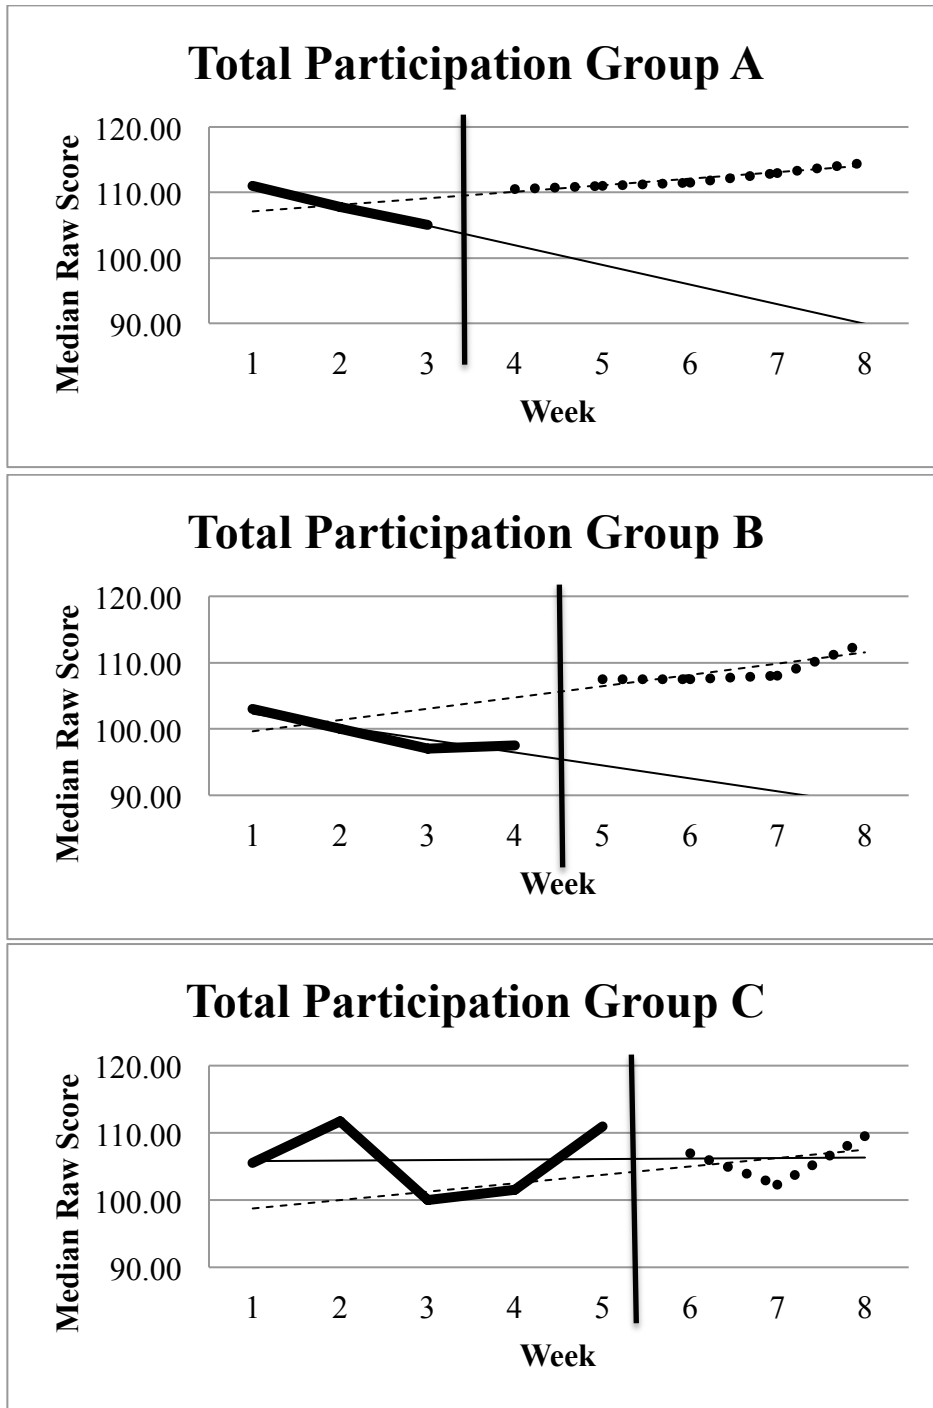 Total Participation Group A
Median Raw Score
120.00
110.00
100.00
90.00
1 2 3 4 5 6 7 8
Week
Total Participation Group B
Median Raw Score
120.00
110.00
100.00
90.00
1 2 3 4 5 6 7 8
Week
Total Participation Group C
Median Raw Score
120.00
110.00
100.00
90.00
1 2 3 4 5 6 7 8
Week